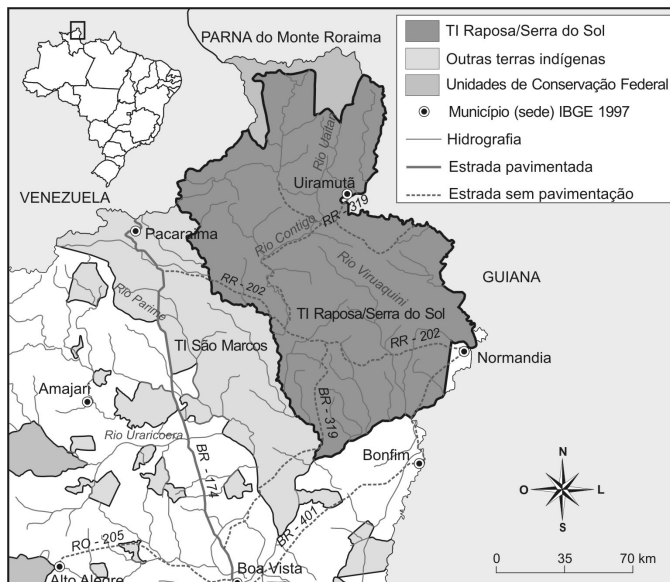 PARNA do Monte Roraima
TI Raposa/Serra do Sol
Outras terras indígenas
Unidades de Conservação Federal
Município (sede) IBGE 1997
Hidrografia
Estrada pavimentada
Estrada sem pavimentação
VENEZUELA
Rio Uailan
Uiramutã
RR - 319
Pacaraima
Rio Contigo
GUIANA
Rio Viruaquini
RR - 202
Rio Parime
TI Raposa/Serra do Sol
TI São Marcos
RR - 202
Normandia
Amajari
BR - 319
Rio Uraricoera
Bonfim
BR - 174
N
O
L
S
BR - 401
RO - 205
Alto Alegre
Boa Vista
0 35 70 km